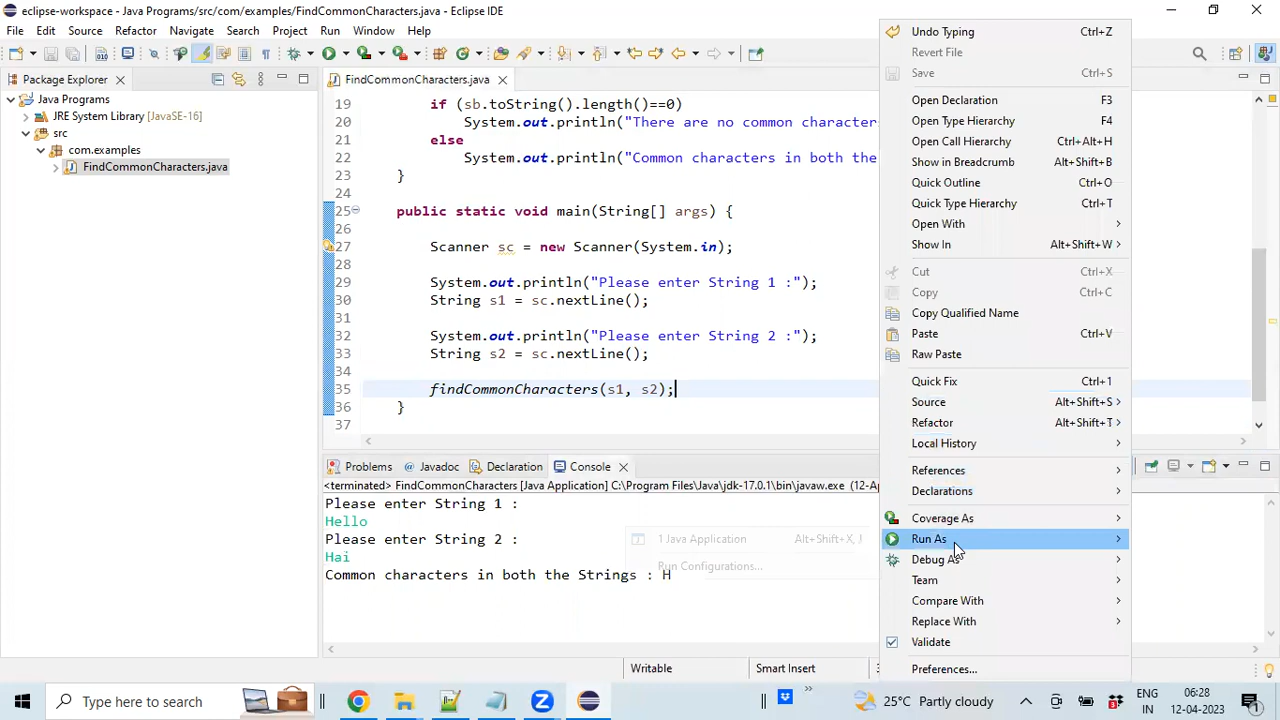 eclipse-workspace - Java Programs/src/com/examples/FindCommonCharacters.java - Eclipse IDE
File Edit Source Refactor Navigate Search Project Run Window Help
Package Explorer
Java Programs
JRE System Library [JavaSE-16]
src
com.examples
FindCommonCharacters.java
FindCommonCharacters.java
19 if (sb.toString().length()==0)
20 System.out.println("There are no common characters
21 else
22 System.out.println("Common characters in both the
23 }
24
25 public static void main(String[] args) {
26
27 Scanner sc = new Scanner(System.in);
28
29 System.out.println("Please enter String 1 :");
30 String s1 = sc.nextLine();
31
32 System.out.println("Please enter String 2 :");
33 String s2 = sc.nextLine();
34
35 findCommonCharacters(s1, s2);
36 }
37
Problems Javadoc Declaration Console
<terminated> FindCommonCharacters [Java Application] C:\Program Files\Java\jdk-17.0.1\bin\javaw.exe (12-Ap
Please enter String 1 :
Hello
Please enter String 2 :
Hai
Common characters in both the Strings : H
1 Java Application Alt+Shift+X, J
Run Configurations...
Undo Typing Ctrl+Z
Revert File
Save Ctrl+S
Open Declaration F3
Open Type Hierarchy F4
Open Call Hierarchy Ctrl+Alt+H
Show in Breadcrumb Alt+Shift+B
Quick Outline Ctrl+O
Quick Type Hierarchy Ctrl+T
Open With
Show In Alt+Shift+W
Cut Ctrl+X
Copy Ctrl+C
Copy Qualified Name
Paste Ctrl+V
Raw Paste
Quick Fix Ctrl+1
Source Alt+Shift+S
Refactor Alt+Shift+T
Local History
References
Declarations
Coverage As
Run As
Debug As
Team
Compare With
Replace With
Validate
Preferences...
Writable Smart Insert
Type here to search
25°C Partly cloudy
ENG
IN
06:28
12-04-2023